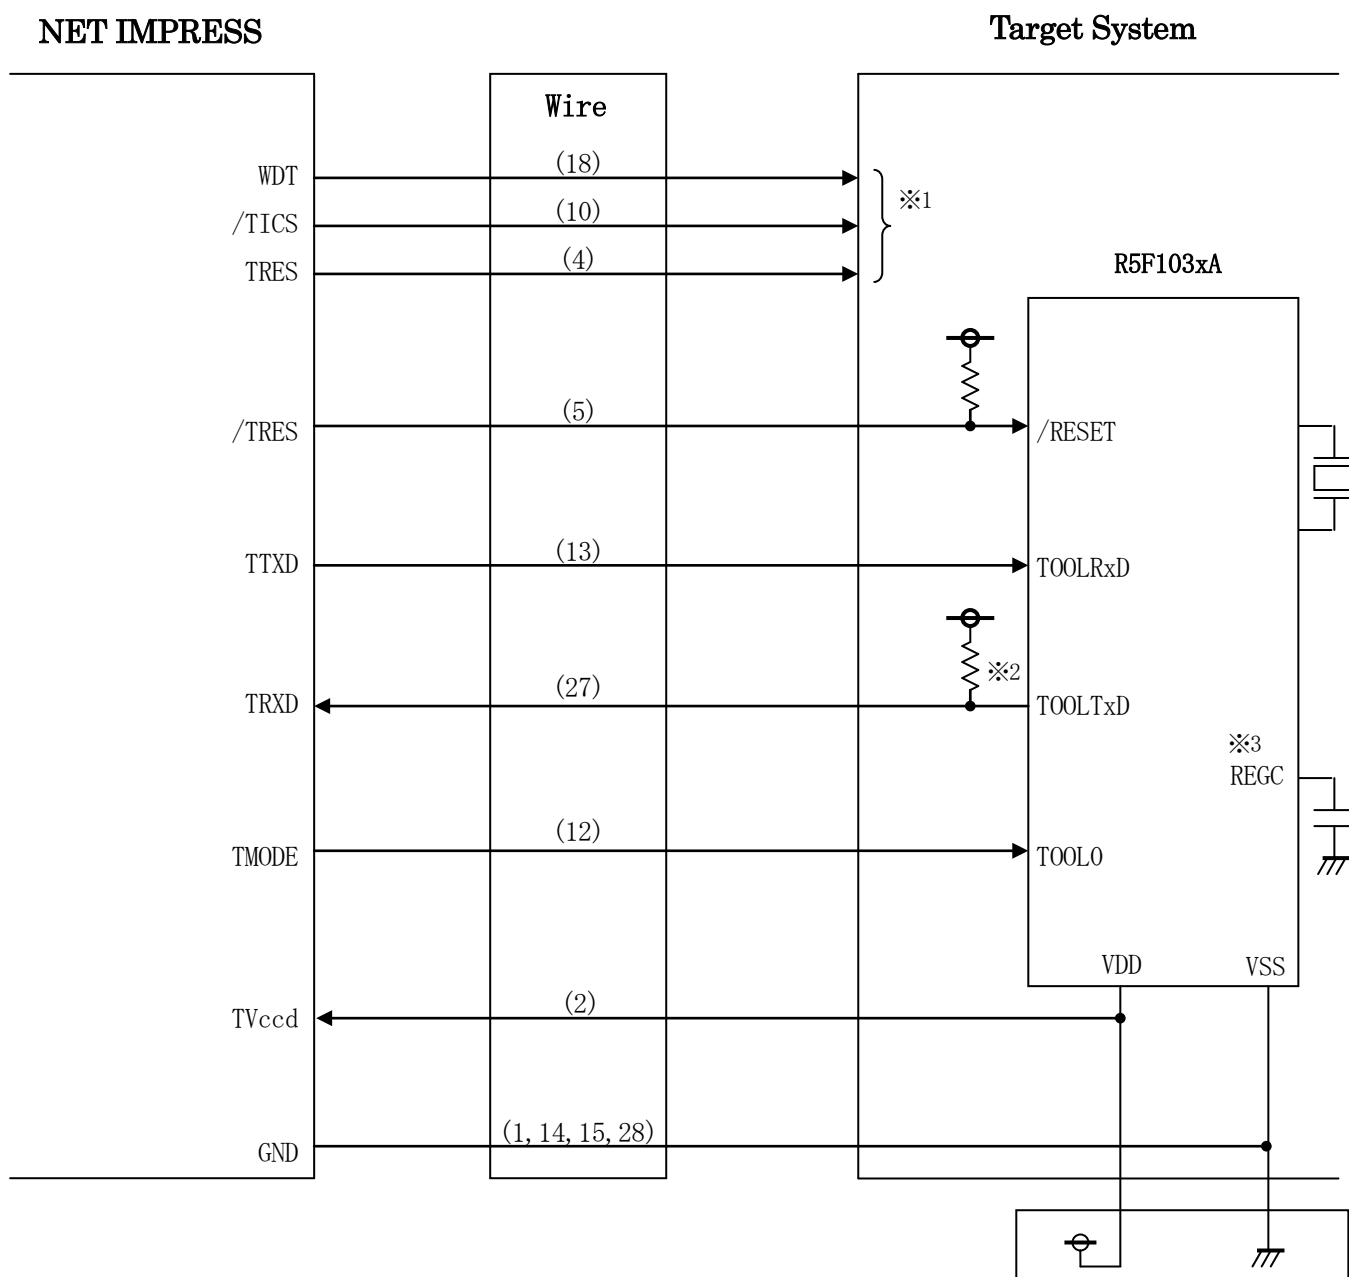 NET IMPRESS
Target System
Wire
WDT
(18)
※1
/TICS
(10)
TRES
(4)
R5F103xA
/TRES
(5)
/RESET
TTXD
(13)
TOOLRxD
TRXD
(27)
※2
TOOLTxD
※3
REGC
TMODE
(12)
TOOL0
VDD
VSS
TVccd
(2)
GND
(1,14,15,28)